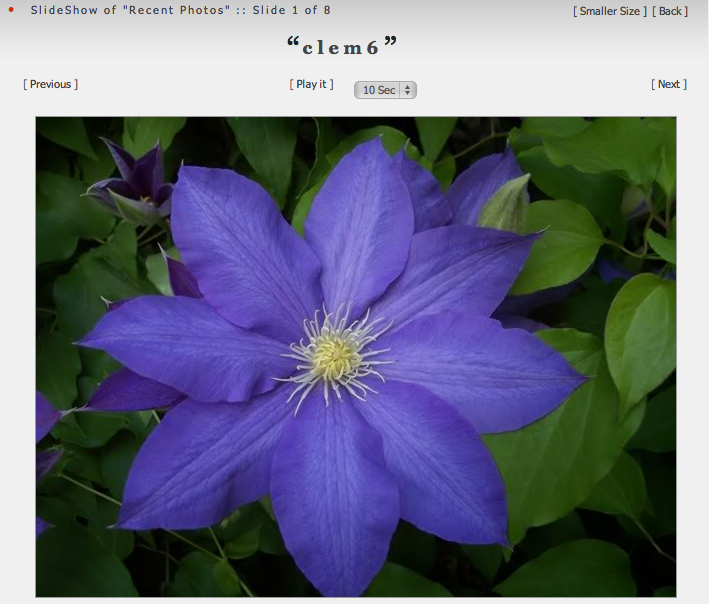 SlideShow of "Recent Photos" :: Slide 1 of 8 [ Smaller Size ] [ Back ]
“clem6”
[ Previous ] [ Play it ] 10 Sec [ Next ]